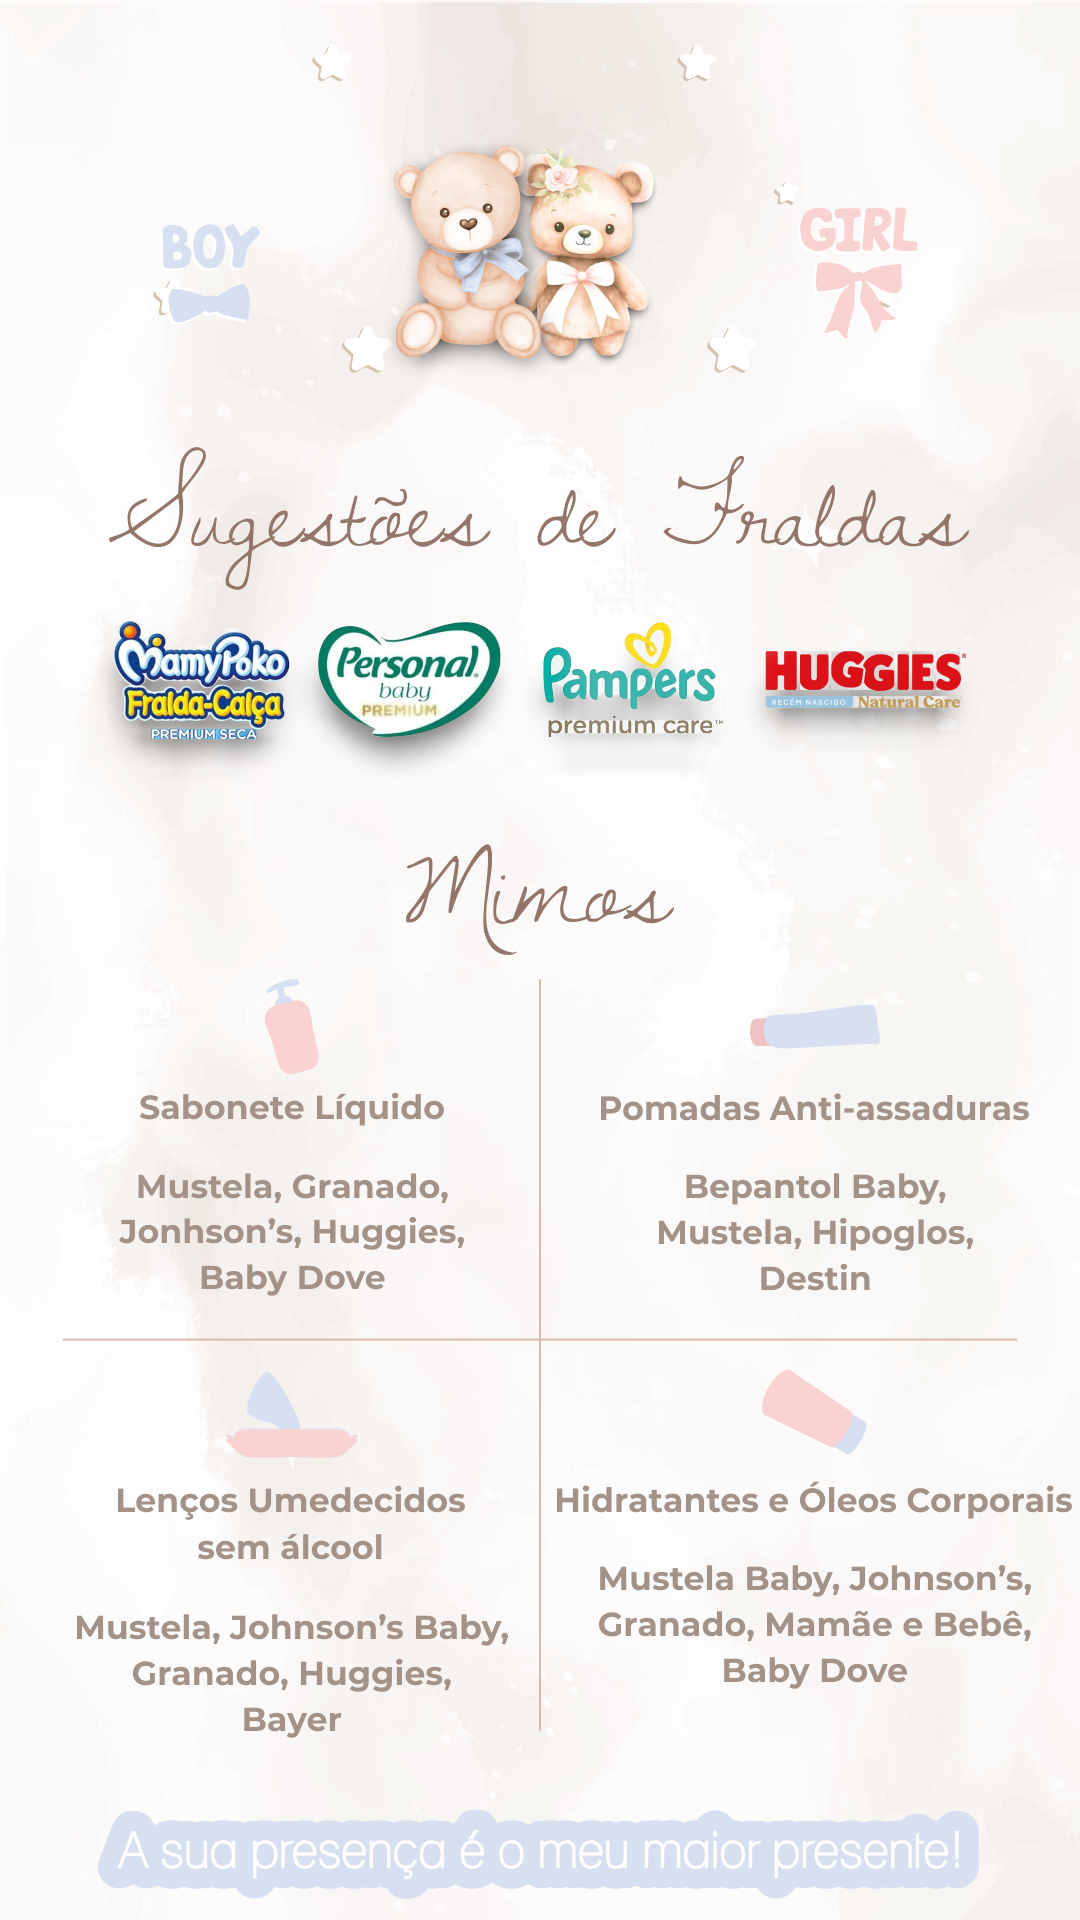 BOY
GIRL
Sugestões de Fraldas
MamyPoko
Fralda-Calça
PREMIUM SECA
Personal
baby
PREMIUM
Pampers
premium care™
HUGGIES
RECÉM NASCIDO Natural Care
Mimos
Sabonete Líquido
Mustela, Granado,
Jonhson’s, Huggies,
Baby Dove
Pomadas Anti-assaduras
Bepantol Baby,
Mustela, Hipoglos,
Destin
Lenços Umedecidos
sem álcool
Mustela, Johnson’s Baby,
Granado, Huggies,
Bayer
Hidratantes e Óleos Corporais
Mustela Baby, Johnson’s,
Granado, Mamãe e Bebê,
Baby Dove
A sua presença é o meu maior presente!